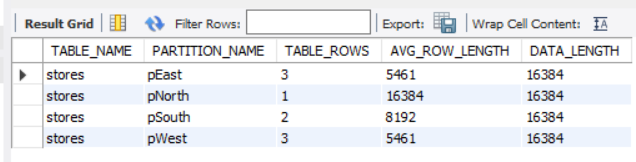 Result Grid Filter Rows: Export: Wrap Cell Content: IA
TABLE_NAME PARTITION_NAME TABLE_ROWS AVG_ROW_LENGTH DATA_LENGTH
stores pEast 3 5461 16384
stores pNorth 1 16384 16384
stores pSouth 2 8192 16384
stores pWest 3 5461 16384